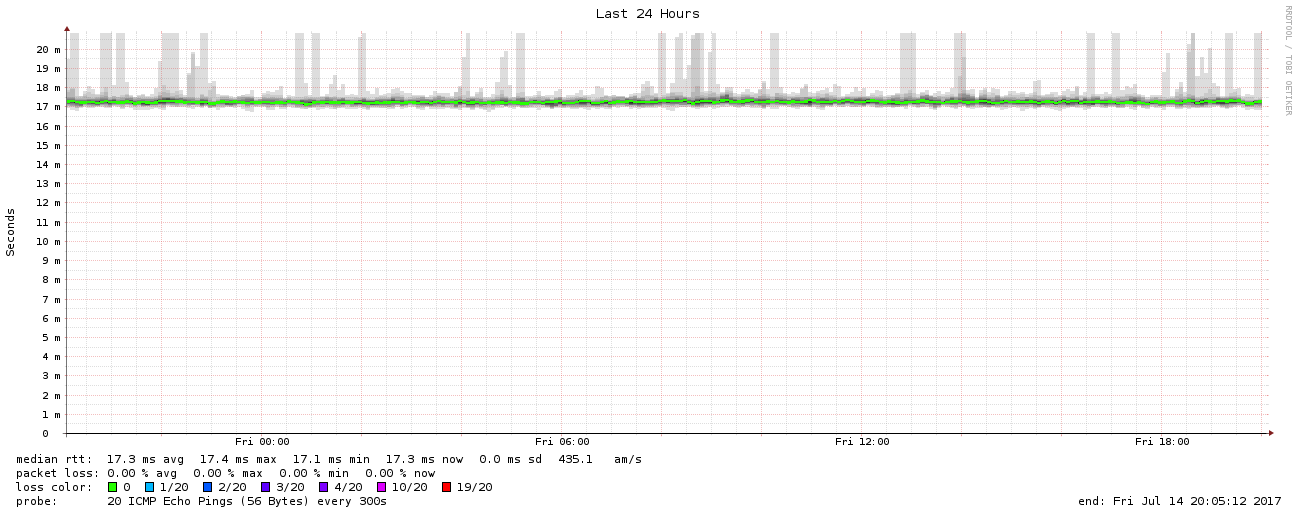 Last 24 Hours
RRDTOOL / TOBI OETIKER
Seconds
20 m
19 m
18 m
17 m
16 m
15 m
14 m
13 m
12 m
11 m
10 m
9 m
8 m
7 m
6 m
5 m
4 m
3 m
2 m
1 m
0
Fri 00:00 Fri 06:00 Fri 12:00 Fri 18:00
median rtt: 17.3 ms avg 17.4 ms max 17.1 ms min 17.3 ms now 0.0 ms sd 435.1 am/s
packet loss: 0.00 % avg 0.00 % max 0.00 % min 0.00 % now
loss color: 0 1/20 2/20 3/20 4/20 10/20 19/20
probe: 20 ICMP Echo Pings (56 Bytes) every 300s
end: Fri Jul 14 20:05:12 2017